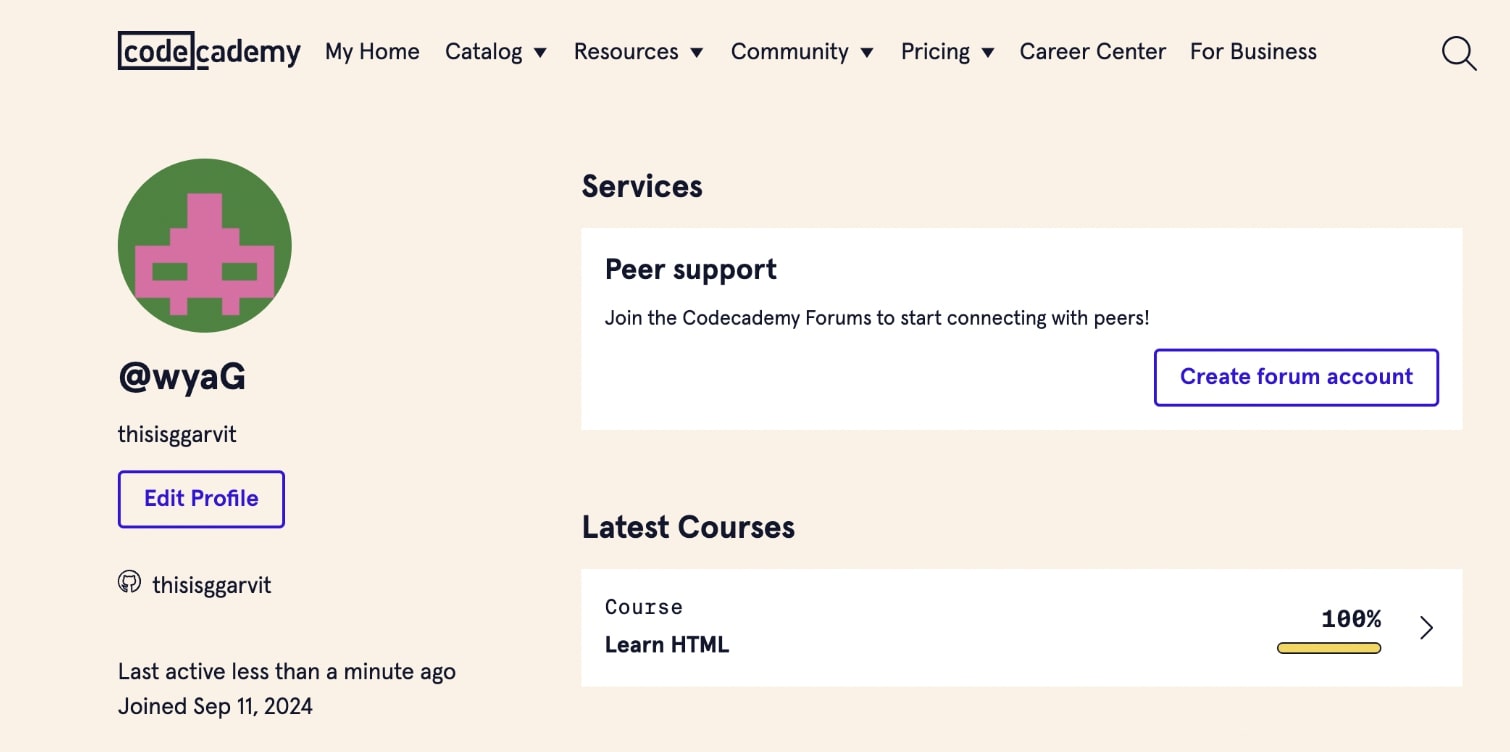 codecademy My Home Catalog Resources Community Pricing Career Center For Business
@wyaG
thisisggarvit
Edit Profile
thisisggarvit
Last active less than a minute ago
Joined Sep 11, 2024
Services
Peer support
Join the Codecademy Forums to start connecting with peers!
Create forum account
Latest Courses
Course
Learn HTML
100%